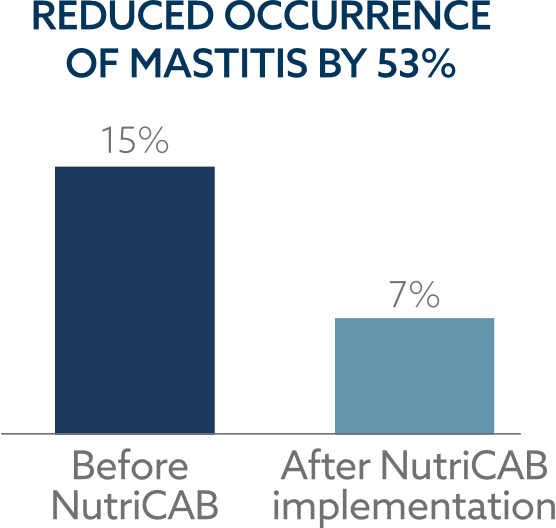 REDUCED OCCURRENCE
OF MASTITIS BY 53%
15%
7%
Before
NutriCAB
After NutriCAB
implementation